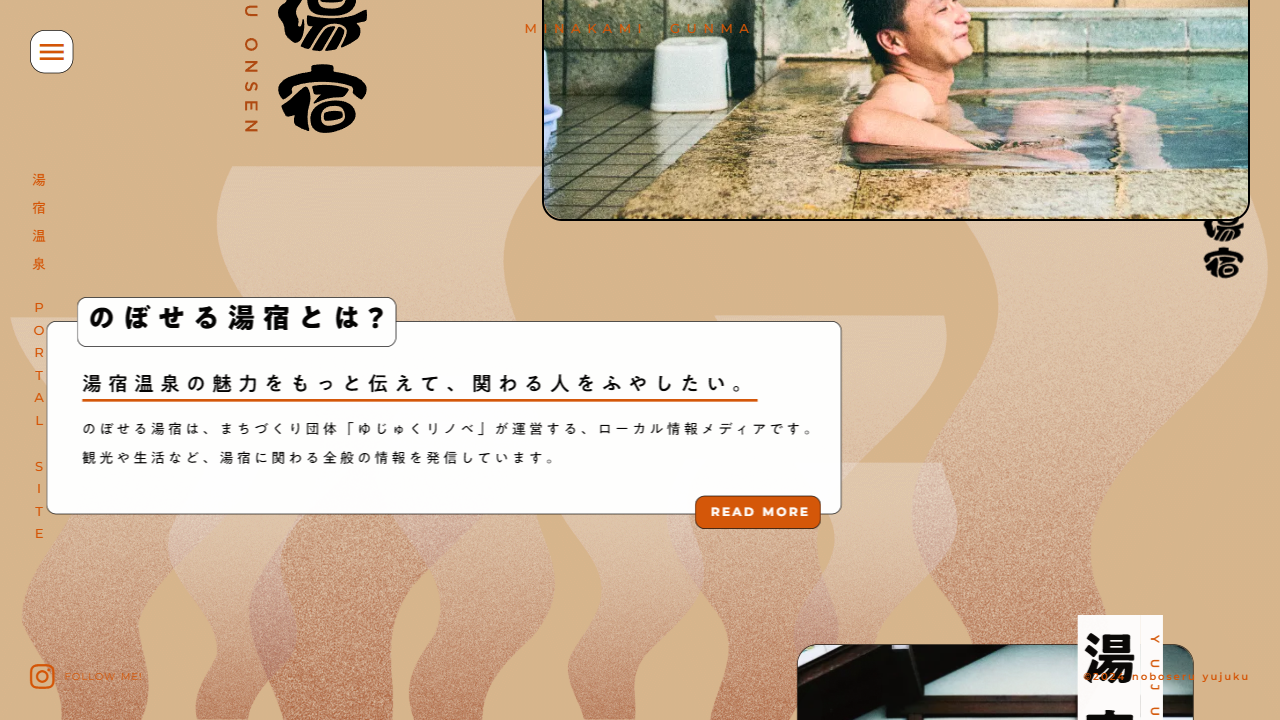 MINAKAMI GUNMA
U ONSEN
湯宿
湯宿温泉 PORTAL SITE
湯宿
のぼせる湯宿とは?
湯宿温泉の魅力をもっと伝えて、関わる人をふやしたい。
のぼせる湯宿は、まちづくり団体「ゆじゅくリノベ」が運営する、ローカル情報メディアです。
観光や生活など、湯宿に関わる全般の情報を発信しています。
READ MORE
湯
YUJU
FOLLOW ME!
©2024 noboseru yujuku